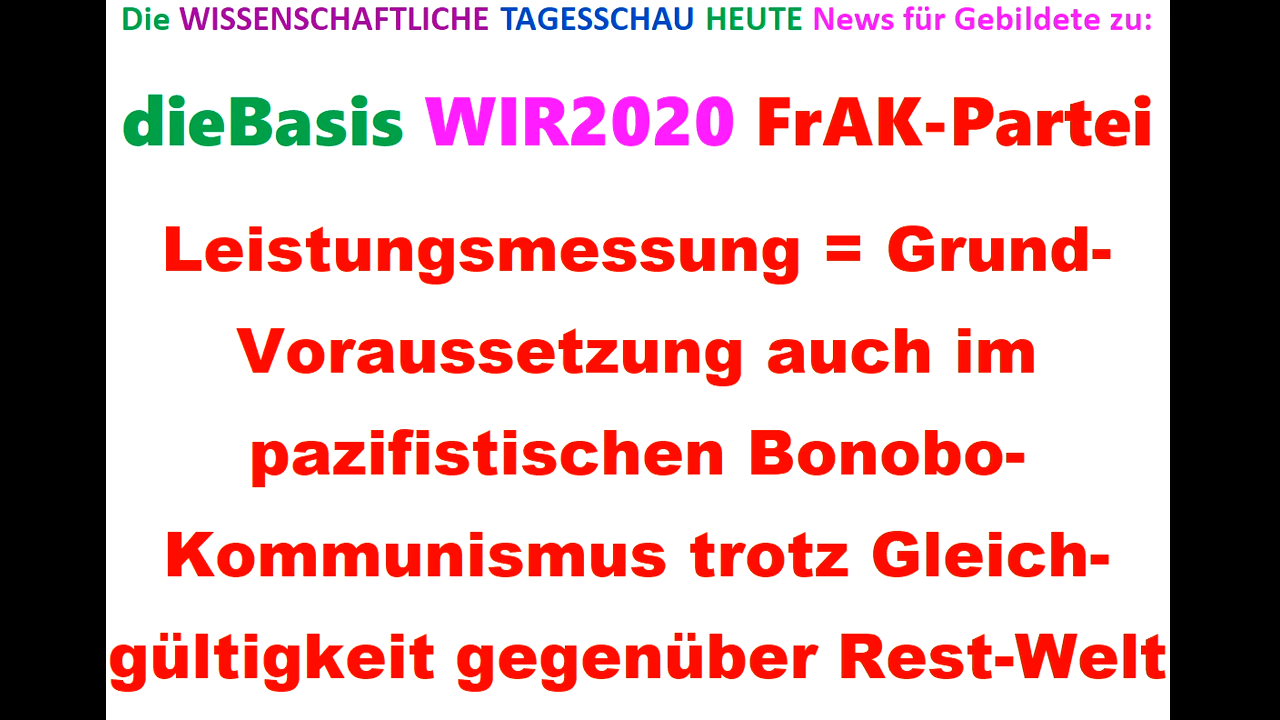 Die WISSENSCHAFTLICHE TAGESSCHAU HEUTE News für Gebildete zu:
dieBasis WIR2020 FrAK-Partei
Leistungsmessung = Grund-
Voraussetzung auch im
pazifistischen Bonobo-
Kommunismus trotz Gleich-
gültigkeit gegenüber Rest-Welt